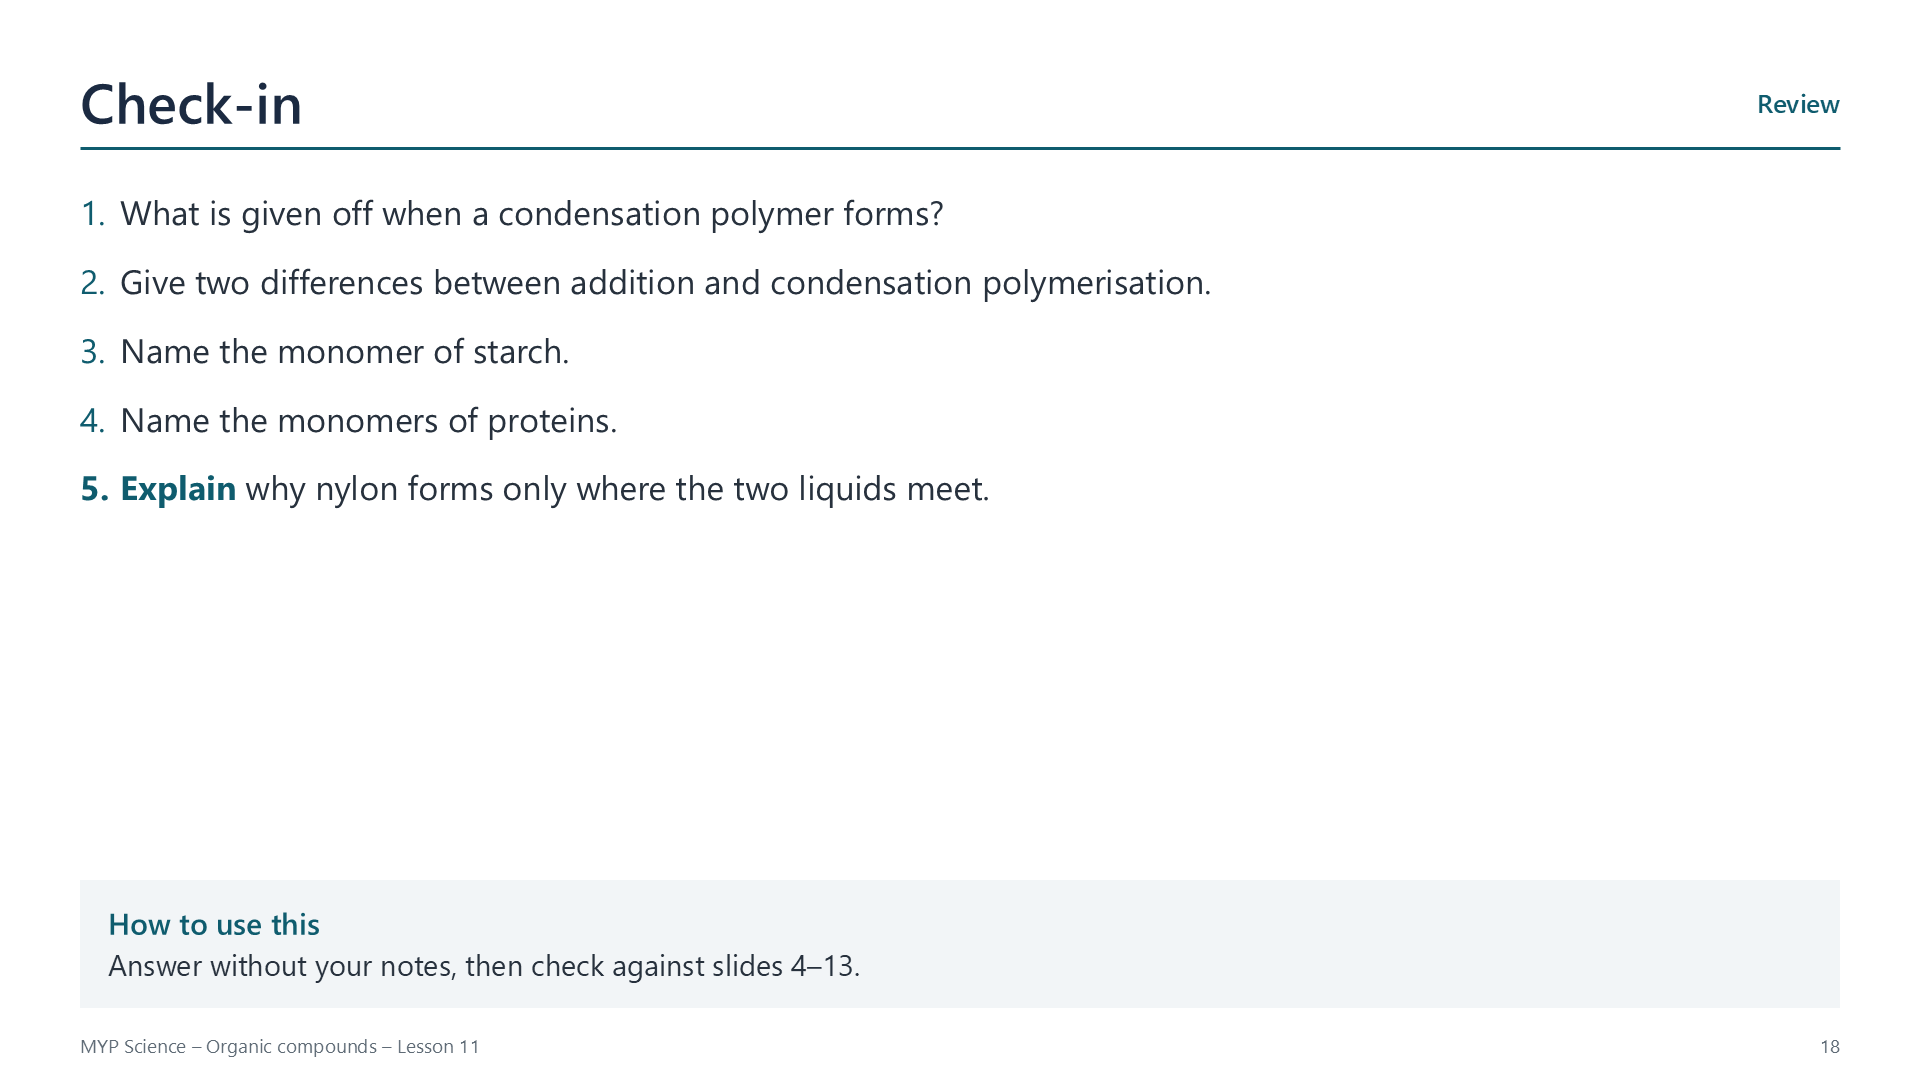 Check-in
Review
1. What is given off when a condensation polymer forms?
2. Give two differences between addition and condensation polymerisation.
3. Name the monomer of starch.
4. Name the monomers of proteins.
5. Explain why nylon forms only where the two liquids meet.
How to use this
Answer without your notes, then check against slides 4–13.
MYP Science – Organic compounds – Lesson 11
18